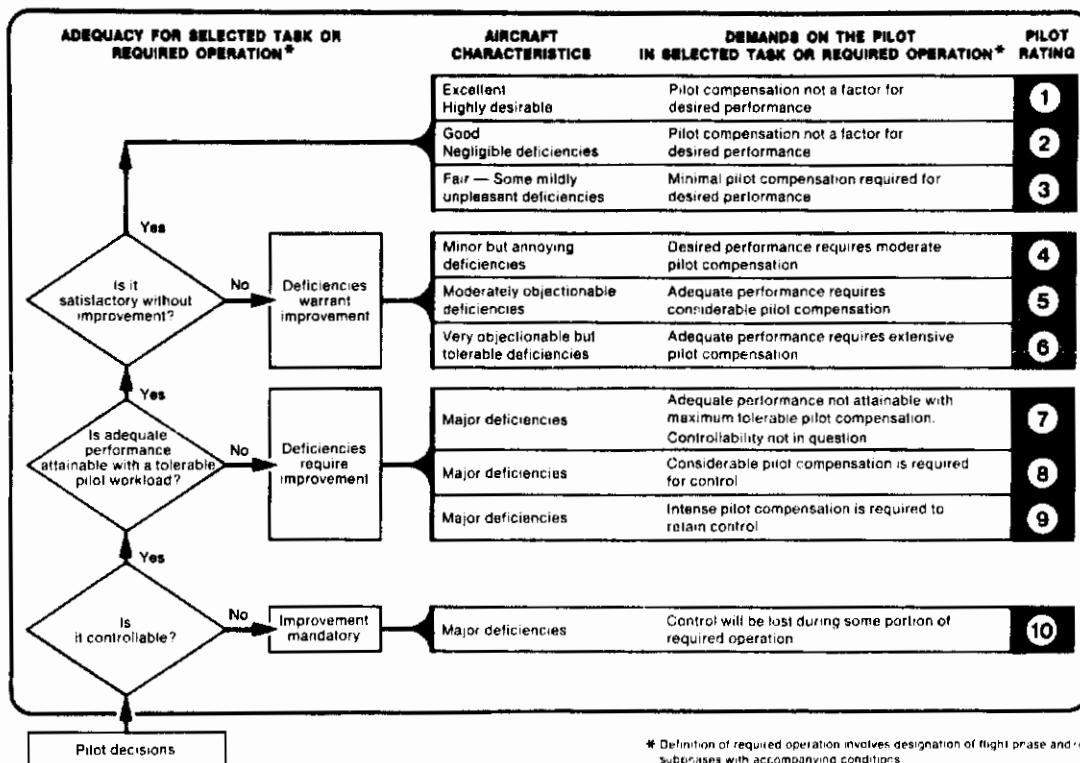 ADEQUACY FOR SELECTED TASK OR
REQUIRED OPERATION*
AIRCRAFT
CHARACTERISTICS
DEMANDS ON THE PILOT
IN SELECTED TASK OR REQUIRED OPERATION*
PILOT
RATING
Excellent
Highly desirable
Pilot compensation not a factor for
desired performance
1
Good
Negligible deficiencies
Pilot compensation not a factor for
desired performance
2
Fair — Some mildly
unpleasant deficiencies
Minimal pilot compensation required for
desired performance
3
Yes
Is it
satisfactory without
improvement?
No
Deficiencies
warrant
improvement
Minor but annoying
deficiencies
Desired performance requires moderate
pilot compensation
4
Moderately objectionable
deficiencies
Adequate performance requires
considerable pilot compensation
5
Very objectionable but
tolerable deficiencies
Adequate performance requires extensive
pilot compensation
6
Yes
Is adequate
performance
attainable with a tolerable
pilot workload?
No
Deficiencies
require
improvement
Major deficiencies
Adequate performance not attainable with
maximum tolerable pilot compensation.
Controllability not in question
7
Major deficiencies
Considerable pilot compensation is required
for control
8
Major deficiencies
Intense pilot compensation is required to
retain control
9
Yes
Is
it controllable?
No
Improvement
mandatory
Major deficiencies
Control will be lost during some portion of
required operation
10
Pilot decisions
* Definition of required operation involves designation of flight phase and
subphases with accompanying conditions